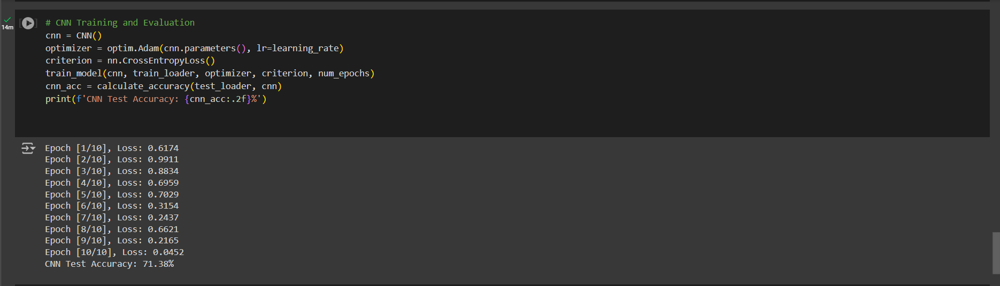 14m
# CNN Training and Evaluation
cnn = CNN()
optimizer = optim.Adam(cnn.parameters(), lr=learning_rate)
criterion = nn.CrossEntropyLoss()
train_model(cnn, train_loader, optimizer, criterion, num_epochs)
cnn_acc = calculate_accuracy(test_loader, cnn)
print(f'CNN Test Accuracy: {cnn_acc:.2f}%')
Epoch [1/10], Loss: 0.6174
Epoch [2/10], Loss: 0.9911
Epoch [3/10], Loss: 0.8834
Epoch [4/10], Loss: 0.6959
Epoch [5/10], Loss: 0.7029
Epoch [6/10], Loss: 0.3154
Epoch [7/10], Loss: 0.2437
Epoch [8/10], Loss: 0.6621
Epoch [9/10], Loss: 0.2165
Epoch [10/10], Loss: 0.0452
CNN Test Accuracy: 71.38%